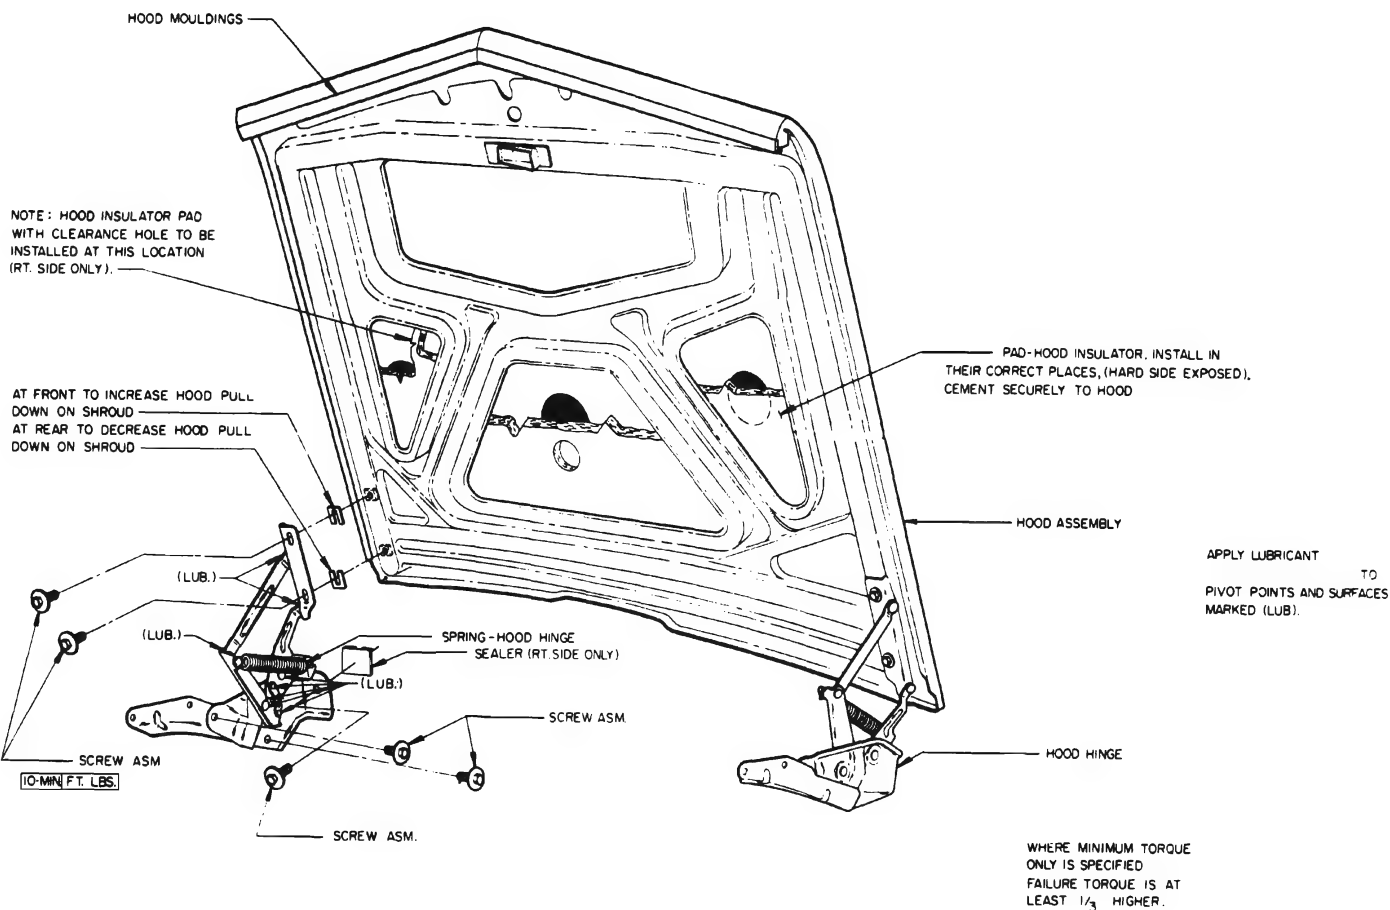 HOOD MOULDINGS
NOTE: HOOD INSULATOR PAD
WITH CLEARANCE HOLE TO BE
INSTALLED AT THIS LOCATION
(RT. SIDE ONLY).
PAD-HOOD INSULATOR. INSTALL IN
THEIR CORRECT PLACES, (HARD SIDE EXPOSED).
CEMENT SECURELY TO HOOD
AT FRONT TO INCREASE HOOD PULL
DOWN ON SHROUD
AT REAR TO DECREASE HOOD PULL
DOWN ON SHROUD
HOOD ASSEMBLY
APPLY LUBRICANT
TO
PIVOT POINTS AND SURFACES
MARKED (LUB).
(LUB.)
(LUB.)
SPRING-HOOD HINGE
SEALER (RT. SIDE ONLY)
(LUB.)
SCREW ASM.
SCREW ASM
10-MIN FT. LBS.
HOOD HINGE
SCREW ASM.
WHERE MINIMUM TORQUE
ONLY IS SPECIFIED
FAILURE TORQUE IS AT
LEAST 1/3 HIGHER.